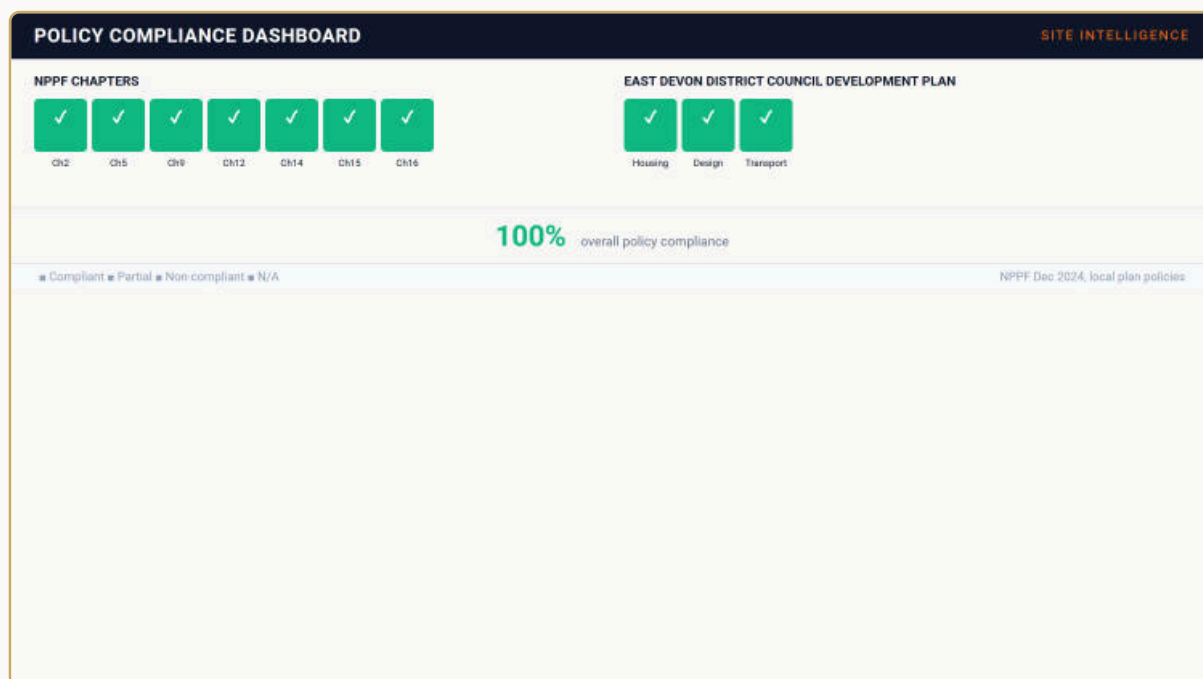 POLICY COMPLIANCE DASHBOARD
SITE INTELLIGENCE
NPPF CHAPTERS
✓ ✓ ✓ ✓ ✓ ✓ ✓
Ch2 Ch5 Ch9 Ch12 Ch14 Ch15 Ch16
EAST DEVON DISTRICT COUNCIL DEVELOPMENT PLAN
✓ ✓ ✓
Housing Design Transport
100% overall policy compliance
■ Compliant ■ Partial ■ Non-compliant ■ N/A
NPPF Dec 2024, local plan policies